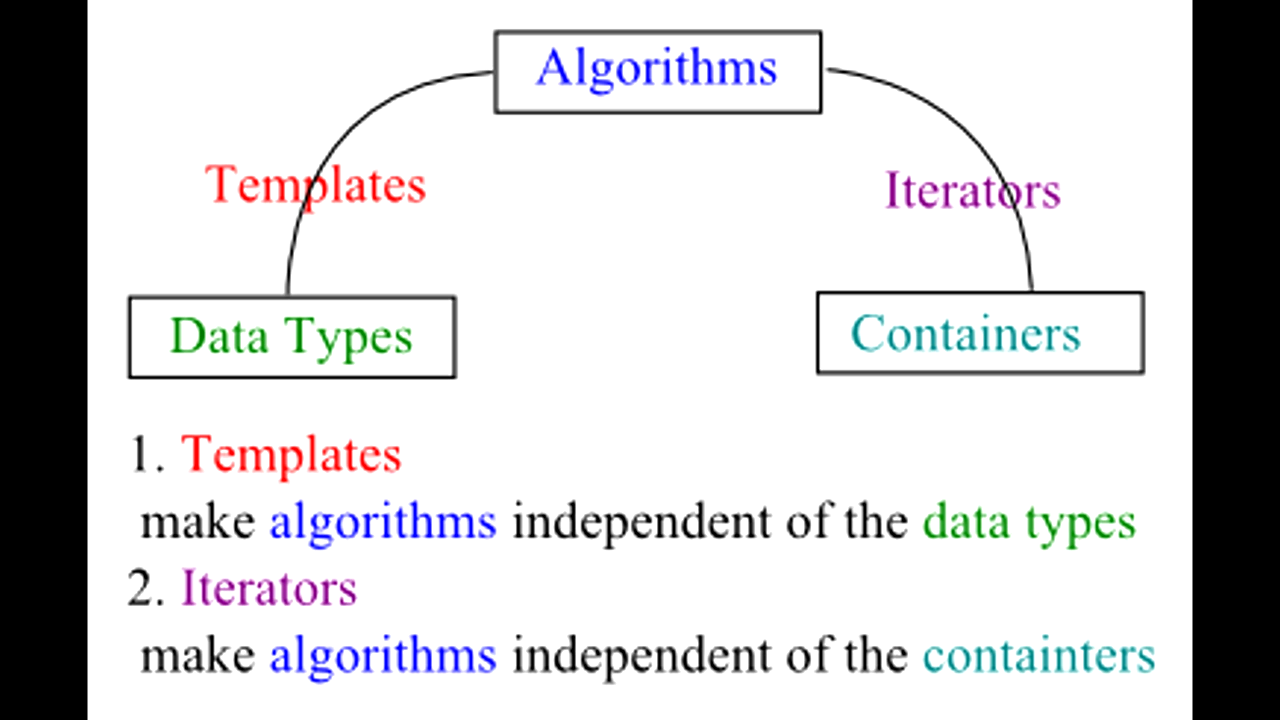 Algorithms
Templates
Iterators
Data Types
Containers
1. Templates
make algorithms independent of the data types
2. Iterators
make algorithms independent of the containters